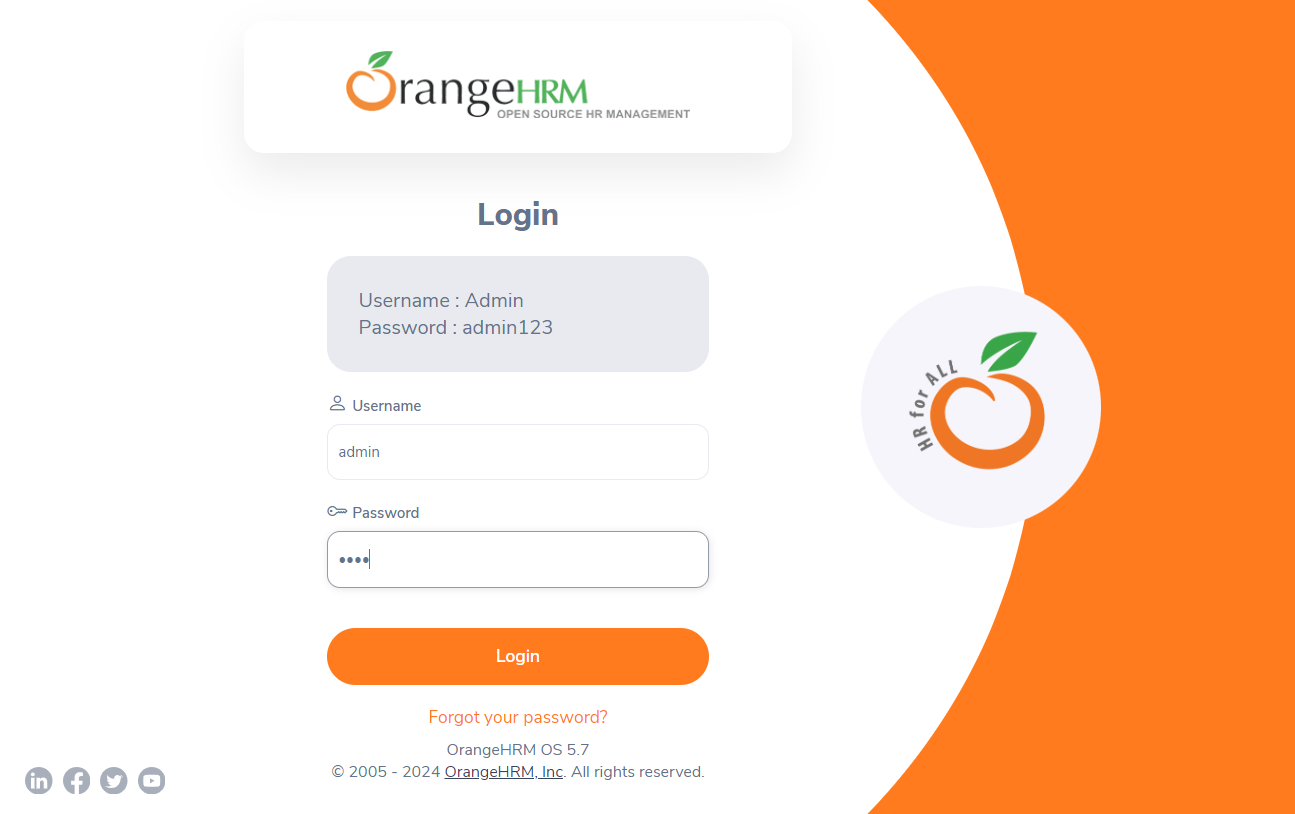 OrangeHRM
OPEN SOURCE HR MANAGEMENT
Login
Username : Admin
Password : admin123
Username
admin
Password
••••
Login
Forgot your password?
OrangeHRM OS 5.7
© 2005 - 2024 OrangeHRM, Inc. All rights reserved.
HR for ALL